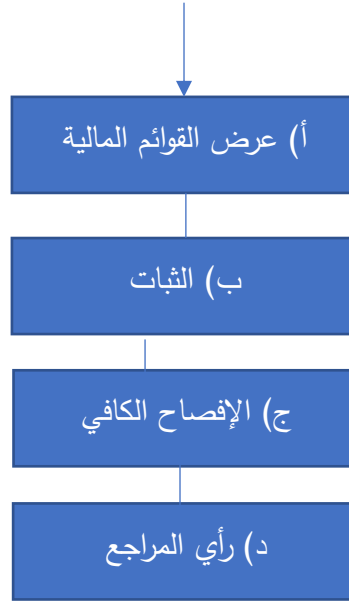 أ) عرض القوائم المالية
ب) الثبات
ج) الإفصاح الكافي
د) رأي المراجع